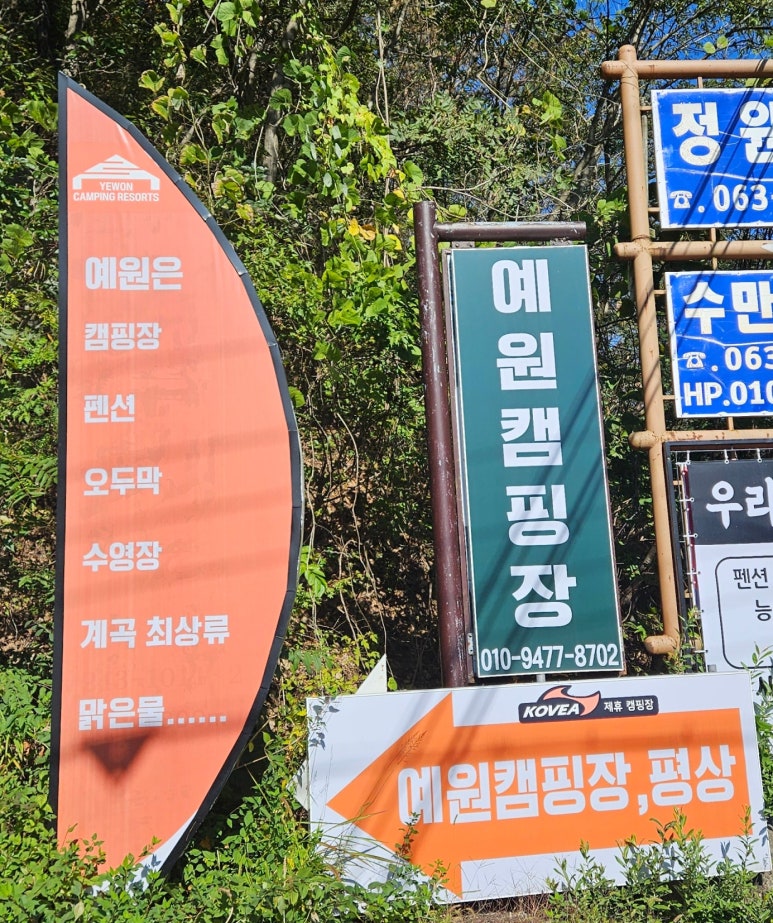 YEWON
CAMPING RESORTS
예원은
캠핑장
펜션
오두막
수영장
계곡 최상류
맑은물......
예원캠핑장
010-9477-8702
KOVEA 제휴 캠핑장
예원캠핑장,평상
정원
☎. 063-
수만
☎. 063
HP.010
우리
펜션
능